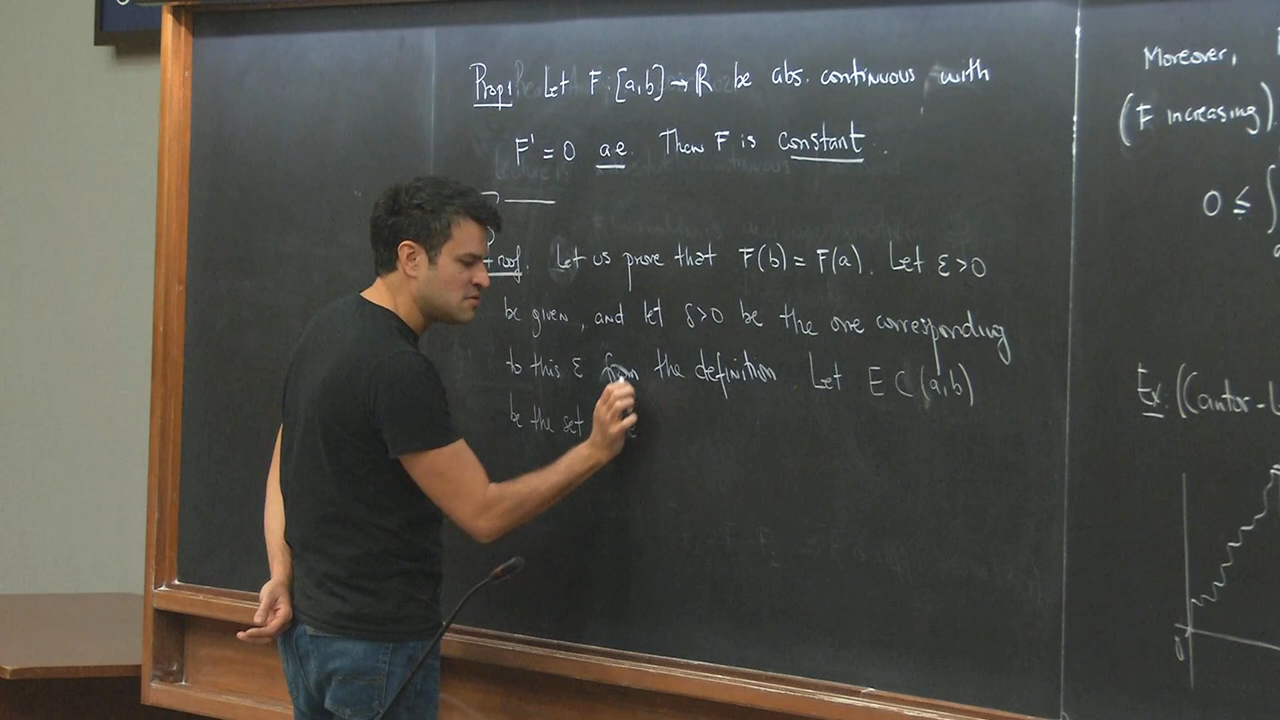 Prop1 Let F: [a,b] → R be abs. continuous, with
F' = 0 a.e. Then F is constant.
Proof. Let us prove that F(b) = F(a). Let ε>0
be given, and let δ>0 be the one corresponding
to this ε from the definition. Let E ⊂ (a,b)
be the set
Moreover,
(F increasing)
0 ≤ ∫
Ex. (Cantor-L
0